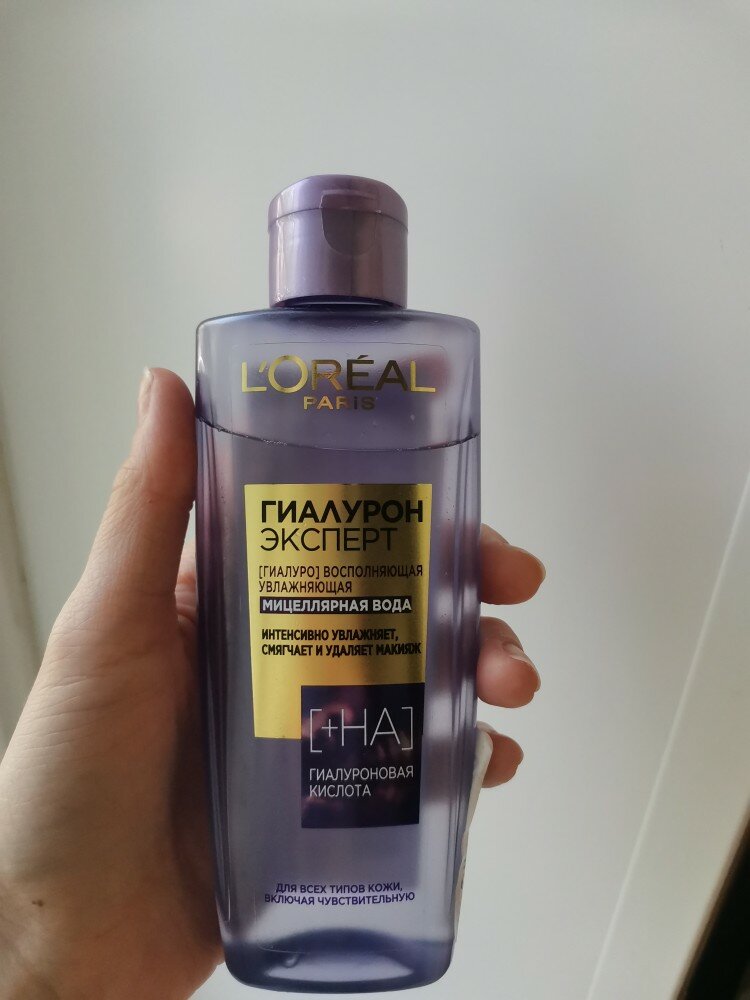 L'ORÉAL
PARIS
ГИАЛУРОН
ЭКСПЕРТ
[ГИАЛУРО] ВОСПОЛНЯЮЩАЯ
УВЛАЖНЯЮЩАЯ
МИЦЕЛЛЯРНАЯ ВОДА
ИНТЕНСИВНО УВЛАЖНЯЕТ,
СМЯГЧАЕТ И УДАЛЯЕТ МАКИЯЖ
[+HA]
ГИАЛУРОНОВАЯ
КИСЛОТА
ДЛЯ ВСЕХ ТИПОВ КОЖИ,
ВКЛЮЧАЯ ЧУВСТВИТЕЛЬНУЮ